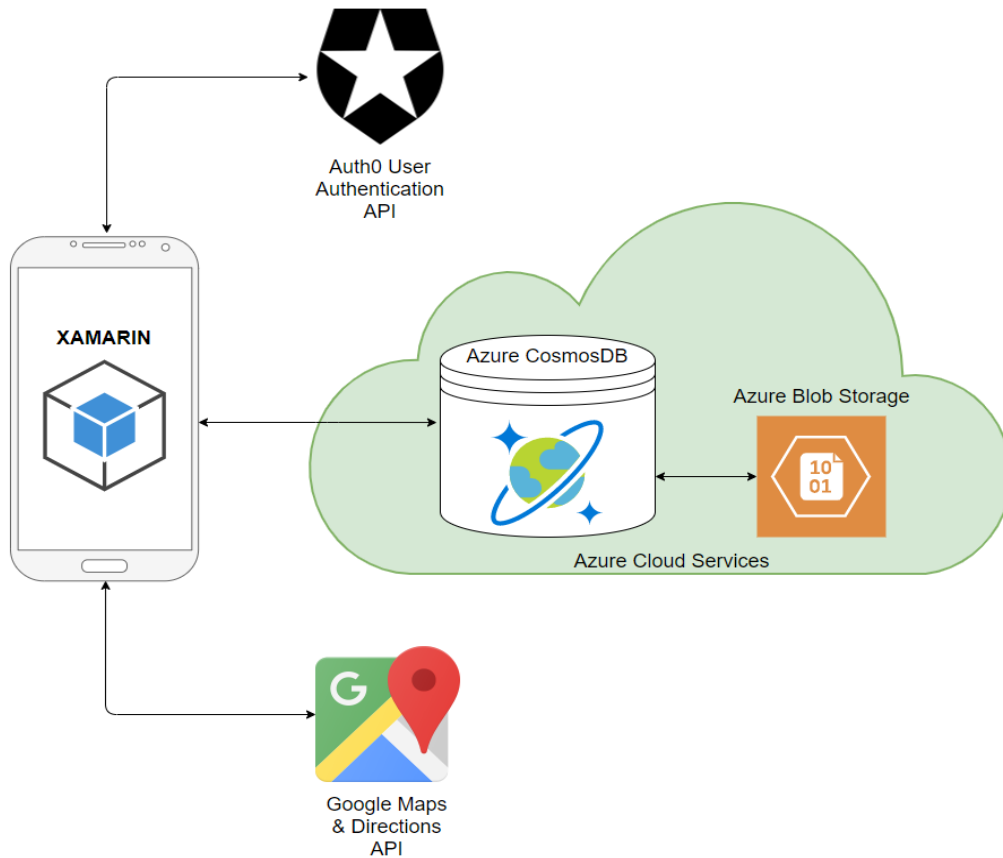 Auth0 User
Authentication
API
XAMARIN
Azure CosmosDB
Azure Blob Storage
10
01
Azure Cloud Services
G
Google Maps
& Directions
API